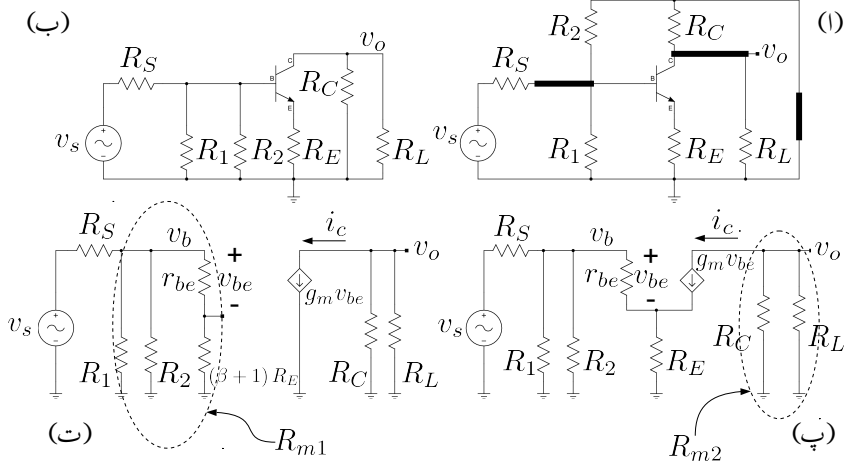 (ا)
R_2
R_C
v_o
R_S
C
B
E
v_s
R_1
R_E
R_L
(ب)
v_o
R_S
C
B
E
R_C
v_s
R_1
R_2
R_E
R_L
R_S
v_b
+
i_c
v_o
r_be
v_be
-
g_m v_be
v_s
R_1
R_2
R_E
R_C
R_L
(پ)
R_m2
R_S
v_b
+
i_c
v_o
r_be
v_be
-
g_m v_be
v_s
R_1
R_2
(β + 1) R_E
R_C
R_L
(ت)
R_m1